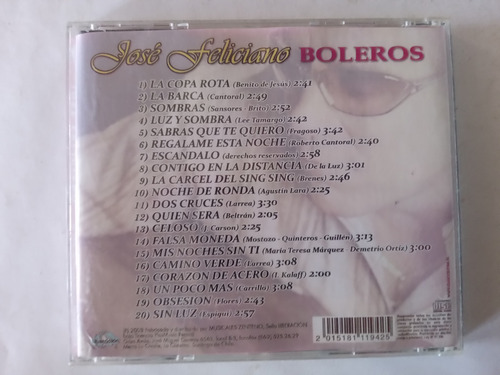 José Feliciano BOLEROS
1) LA COPA ROTA (Benito de Jesús) 2:41
2) LA BARCA (Cantoral) 2:49
3) SOMBRAS (Sansores - Brito) 2:52
4) LUZ Y SOMBRA (Lee Tamargo) 2:42
5) SABRAS QUE TE QUIERO (Fragoso) 3:42
6) REGALAME ESTA NOCHE (Roberto Cantoral) 2:40
7) ESCANDALO (derechos reservados) 2:58
8) CONTIGO EN LA DISTANCIA (De la Luz) 3:01
9) LA CARCEL DEL SING SING (Brenes) 2:46
10) NOCHE DE RONDA (Agustín Lara) 2:25
11) DOS CRUCES (Larrea) 3:30
12) QUIEN SERA (Beltrán) 2:05
13) CELOSO (J. Carson) 2:25
14) FALSA MONEDA (Mostazo - Quinteros - Guillén) 3:13
15) MIS NOCHES SIN TI (María Teresa Márquez - Demetrio Ortíz) 3:00
16) CAMINO VERDE (Larrea) 3:08
17) CORAZON DE ACERO (I. Kalaff) 2:00
18) UN POCO MAS (Carrillo) 3:08
19) OBSESION (Flores) 2:43
20) SIN LUZ (Espigul) 2:57
2 015181 119425